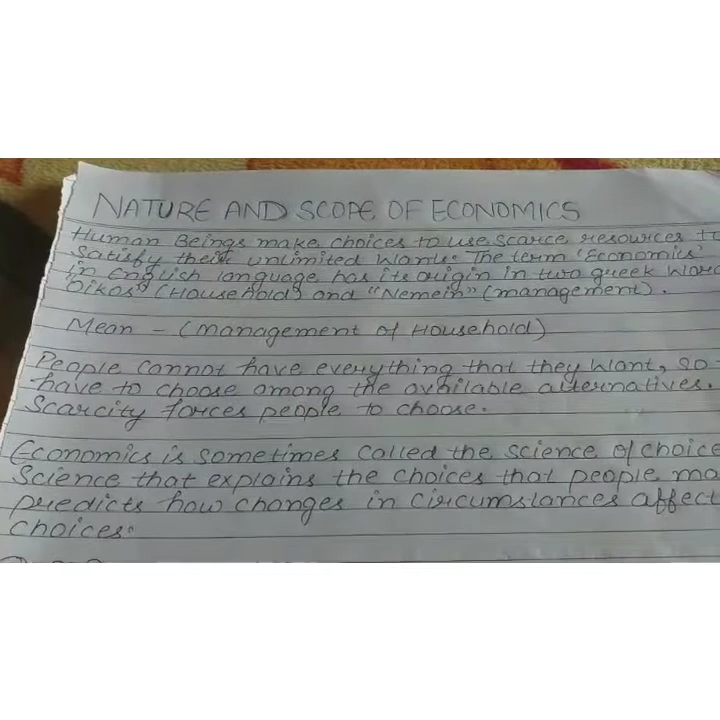 NATURE AND SCOPE OF ECONOMICS
Human Beings make choices to use scarce resources to
Satisfy their unlimited wants. The term 'Economics'
in English language has its origin in two greek word
Oikos" (Household) and "Nemein" (management).
Mean - (Management of Household)
People cannot have everything that they want, so
have to choose among the available alternatives.
Scarcity forces people to choose.
Economics is sometimes called the science of choice
Science that explains the choices that people ma
predicts how changes in circumstances affect
choices.